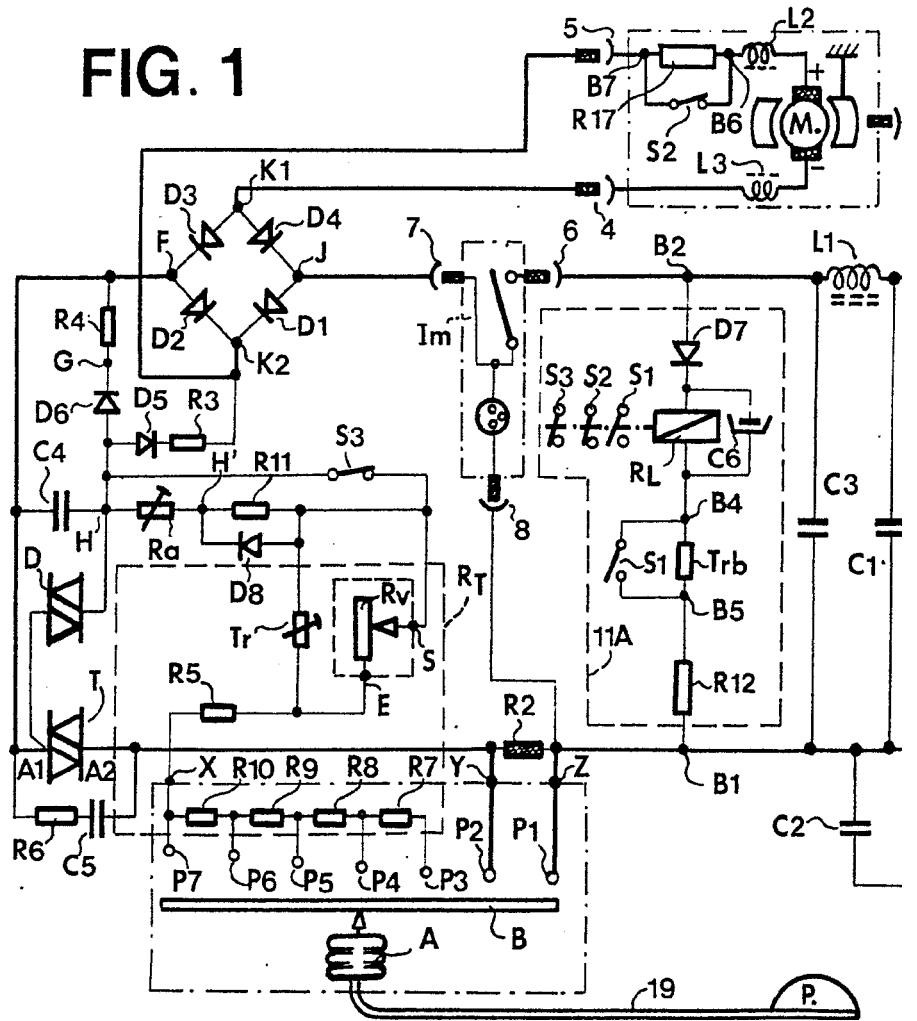 FIG. 1
5
L2
B7
R17
B6
S2
+
M.
-
L3
4
K1
D3
D4
F
J
7
6
B2
L1
R4
D2
D1
Im
K2
G
D7
D6
D5
R3
S3
S2
S1
S3
RL
C6
C4
H'
R11
C3
H
Ra
8
B4
D
D8
RT
S1
Trb
C1
Rv
Tr
S
B5
11A
T
R5
E
R2
R12
A1
A2
X
Y
Z
B1
R10
R9
R8
R7
R6
C5
P2
P1
C2
P7
P6
P5
P4
P3
A
B
19
P.